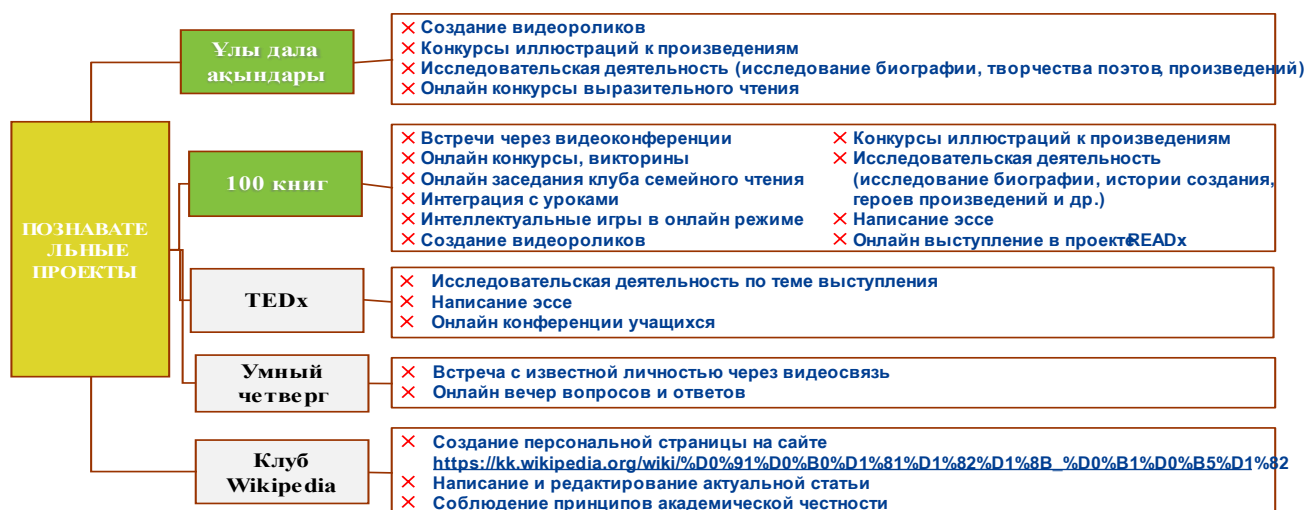 ПОЗНАВАТЕ
ЛЬНЫЕ
ПРОЕКТЫ
Ұлы дала
ақындары
Создание видеороликов
Конкурсы иллюстраций к произведениям
Исследовательская деятельность (исследование биографии, творчества поэтов, произведений)
Онлайн конкурсы выразительного чтения
100 книг
Встречи через видеоконференции
Онлайн конкурсы, викторины
Онлайн заседания клуба семейного чтения
Интеграция с уроками
Интеллектуальные игры в онлайн режиме
Создание видеороликов
Конкурсы иллюстраций к произведениям
Исследовательская деятельность
(исследование биографии, истории создания,
героев произведений и др.)
Написание эссе
Онлайн выступление в проекте READx
TEDx
Исследовательская деятельность по теме выступления
Написание эссе
Онлайн конференции учащихся
Умный
четверг
Встреча с известной личностью через видеосвязь
Онлайн вечер вопросов и ответов
Клуб
Wikipedia
Создание персональной страницы на сайте
https://kk.wikipedia.org/wiki/%D0%91%D0%B0%D1%81%D1%82%D1%8B_%D0%B1%D0%B5%D1%82
Написание и редактирование актуальной статьи
Соблюдение принципов академической честности